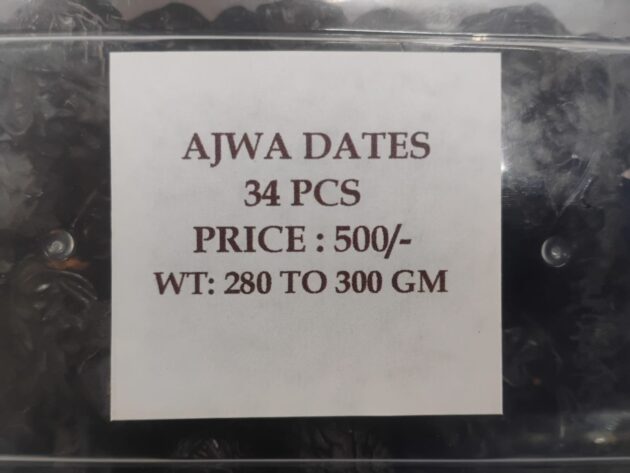 AJWA DATES
34 PCS
PRICE : 500/-
WT: 280 TO 300 GM